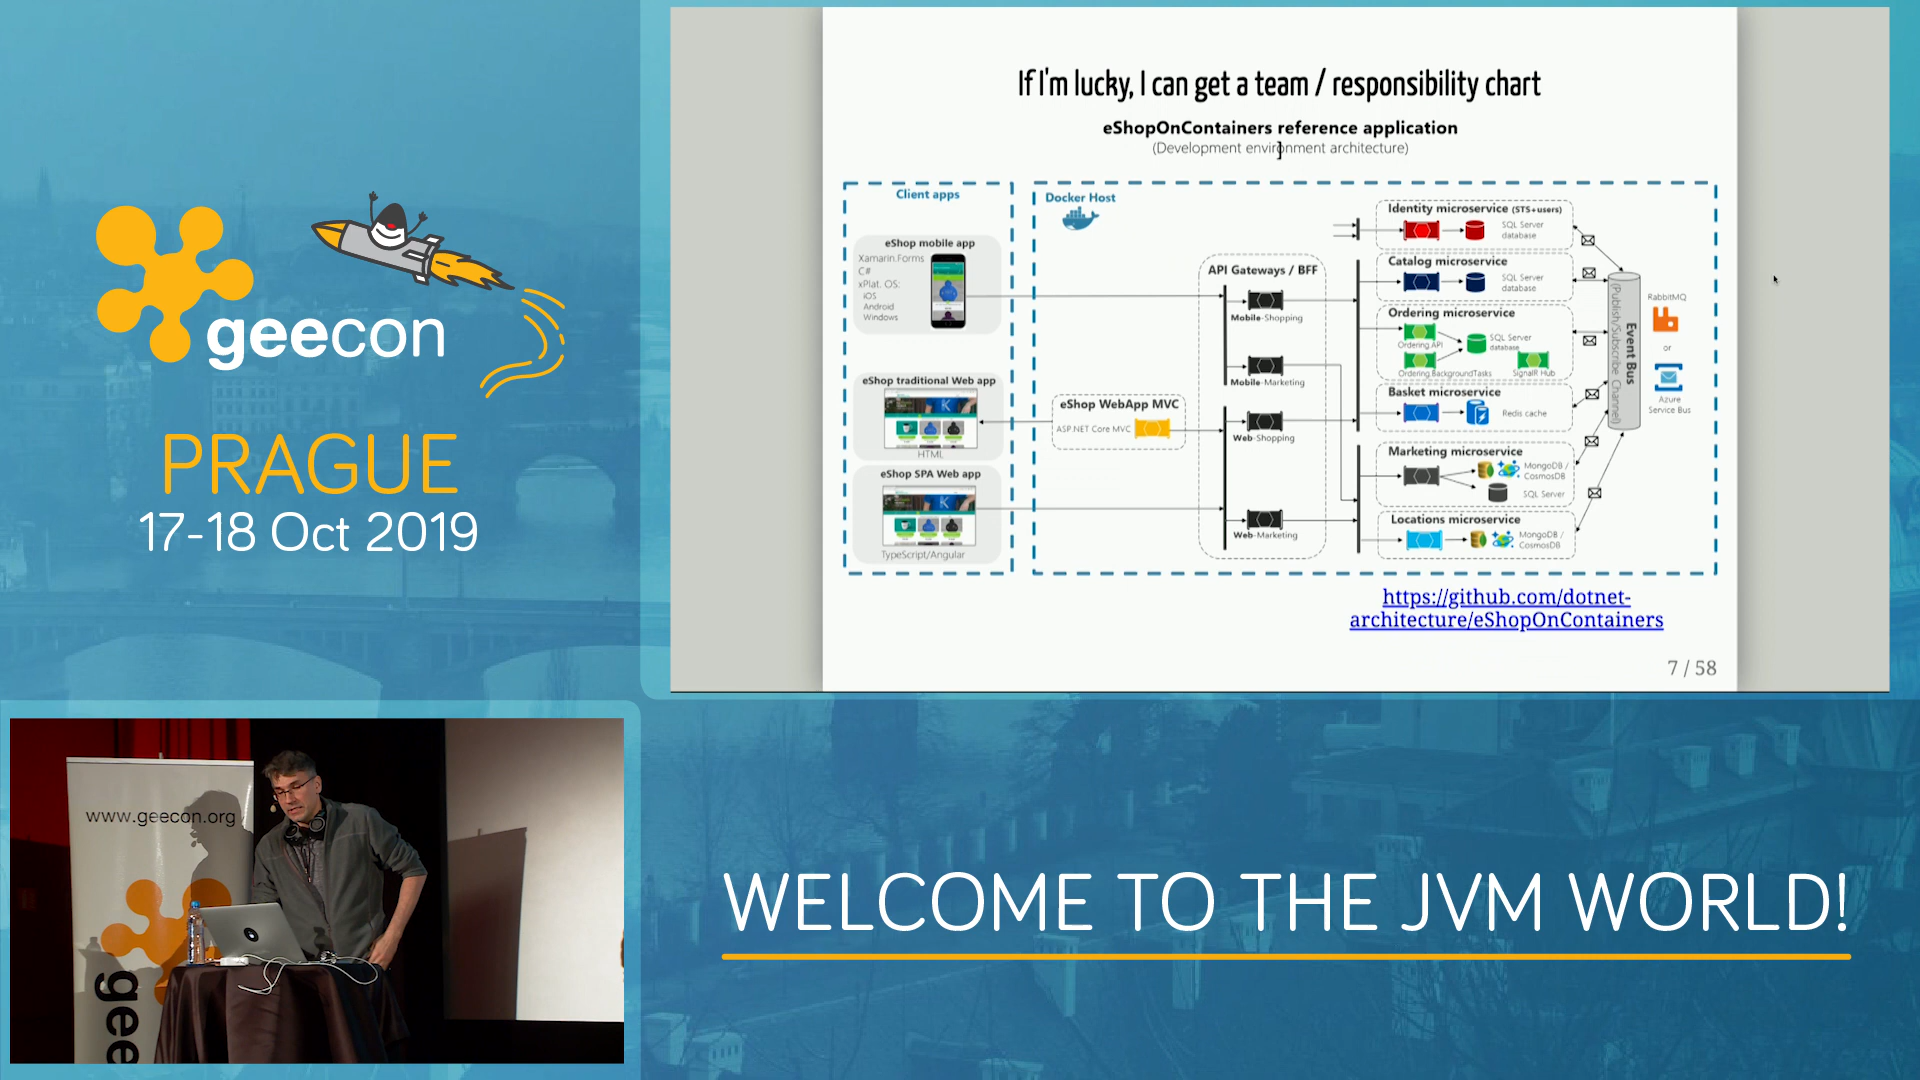 geecon
PRAGUE
17-18 Oct 2019
If I'm lucky, I can get a team / responsibility chart
eShopOnContainers reference application
(Development environment architecture)
Client apps
eShop mobile app
Xamarin.Forms
C#
xPlat. OS:
iOS
Android
Windows
eShop traditional Web app
HTML
eShop SPA Web app
TypeScript/Angular
Docker Host
eShop WebApp MVC
ASP.NET Core MVC
API Gateways / BFF
Mobile-Shopping
Mobile-Marketing
Web-Shopping
Web-Marketing
Identity microservice (STS+users)
SQL Server
database
Catalog microservice
SQL Server
database
Ordering microservice
Ordering.API
SQL Server
database
Ordering.BackgroundTasks
SignalR Hub
Basket microservice
Redis cache
Marketing microservice
MongoDB /
CosmosDB
SQL Server
Locations microservice
MongoDB /
CosmosDB
Event Bus
(Publish/Subscribe Channel)
RabbitMQ
or
Azure
Service Bus
https://github.com/dotnet-
architecture/eShopOnContainers
7 / 58
www.geecon.org
gee
WELCOME TO THE JVM WORLD!